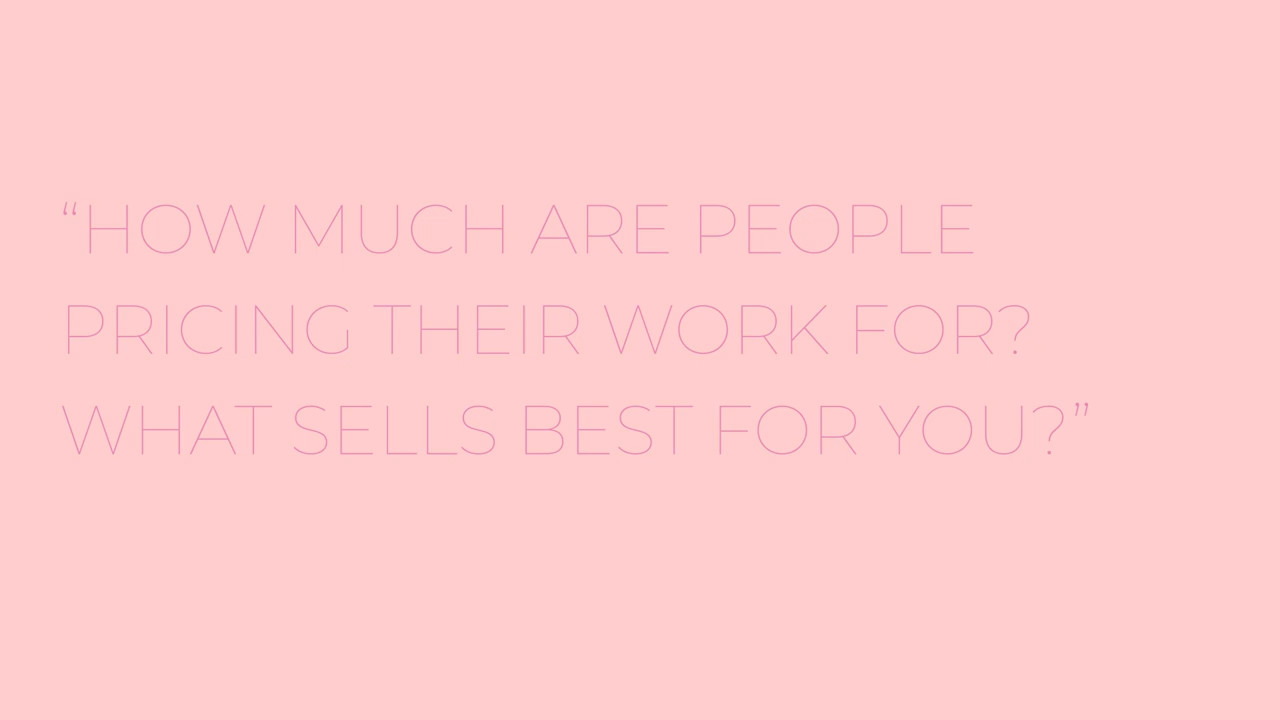 “HOW MUCH ARE PEOPLE
PRICING THEIR WORK FOR?
WHAT SELLS BEST FOR YOU?”